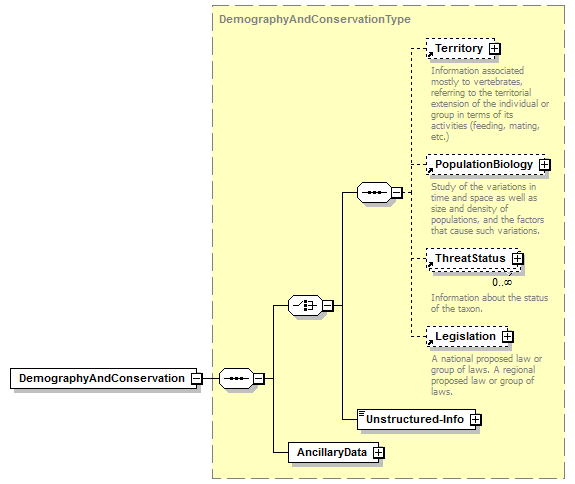 DemographyAndConservationType
Territory
Information associated
mostly to vertebrates,
referring to the territorial
extension of the individual or
group in terms of its
activities (feeding, mating,
etc.)
PopulationBiology
Study of the variations in
time and space as well as
size and density of
populations, and the factors
that cause such variations.
ThreatStatus
0..∞
Information about the status
of the taxon.
Legislation
A national proposed law or
group of laws. A regional
proposed law or group of
laws.
DemographyAndConservation
Unstructured-Info
AncillaryData